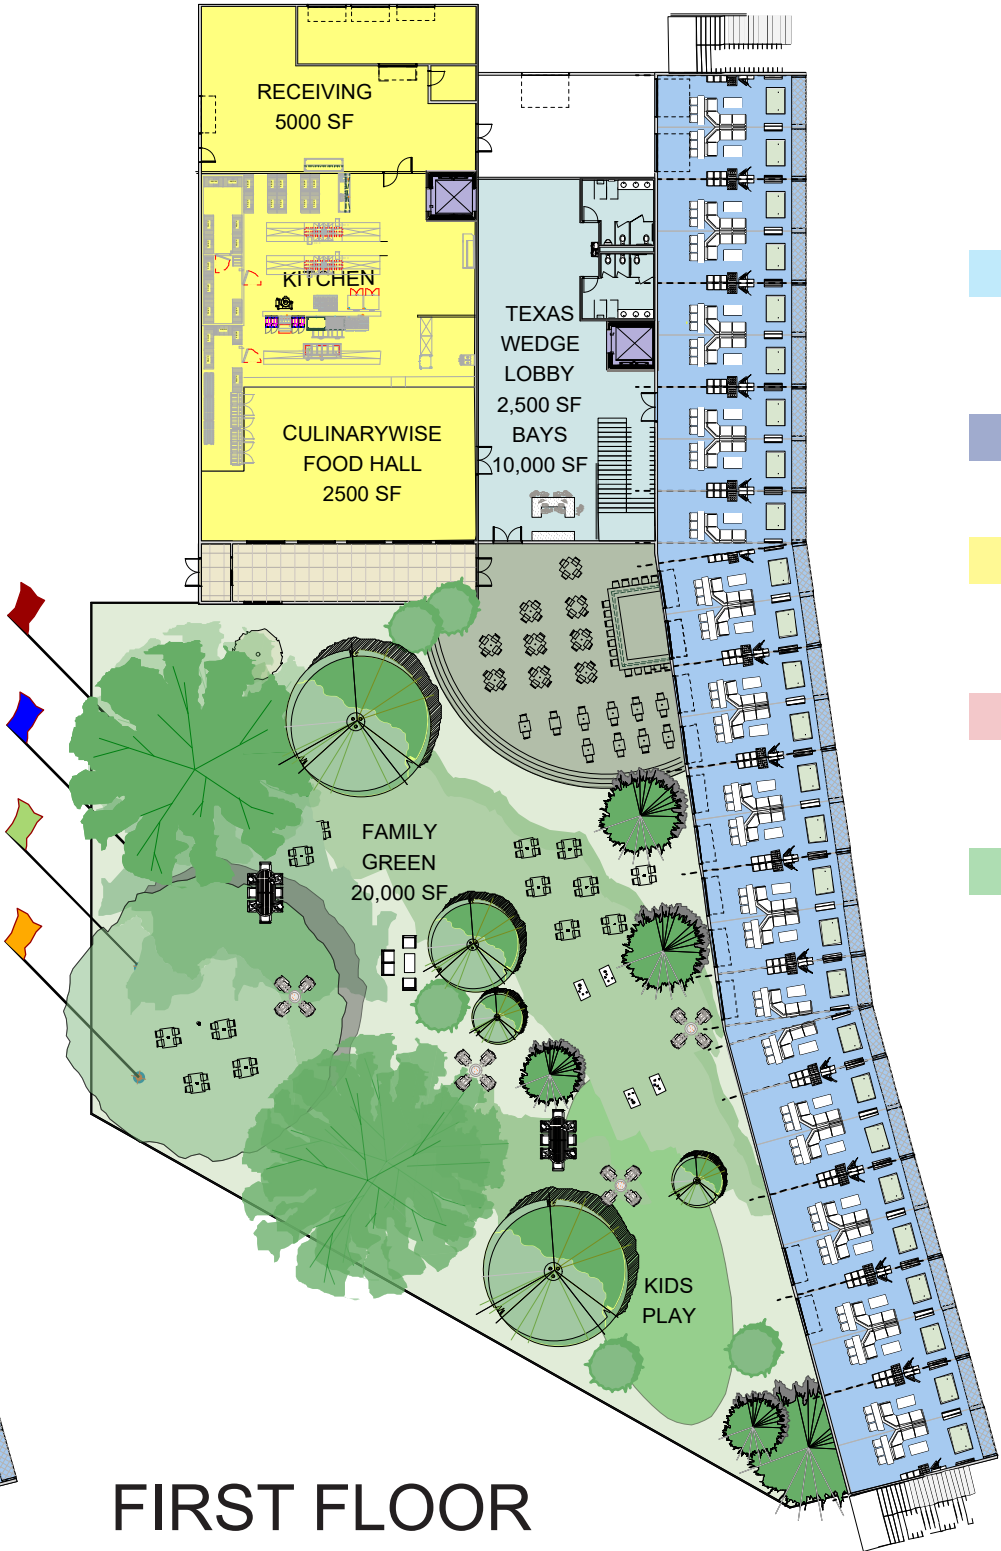 RECEIVING
5000 SF
KITCHEN
TEXAS
WEDGE
LOBBY
2,500 SF
BAYS
10,000 SF
CULINARYWISE
FOOD HALL
2500 SF
FAMILY
GREEN
20,000 SF
KIDS
PLAY
FIRST FLOOR